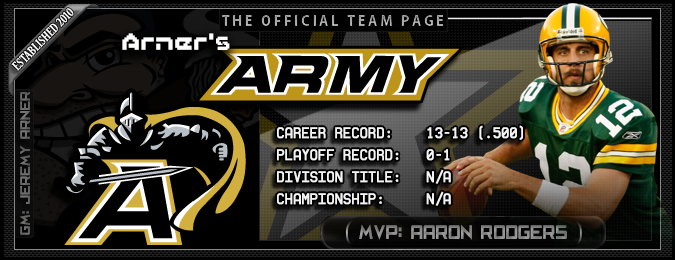 THE OFFICIAL TEAM PAGE
ESTABLISHED 2010
Arner's
ARMY
GM: JEREMY ARNER
CAREER RECORD: 13-13 (.500)
PLAYOFF RECORD: 0-1
DIVISION TITLE: N/A
CHAMPIONSHIP: N/A
A
12
12
MVP: AARON RODGERS